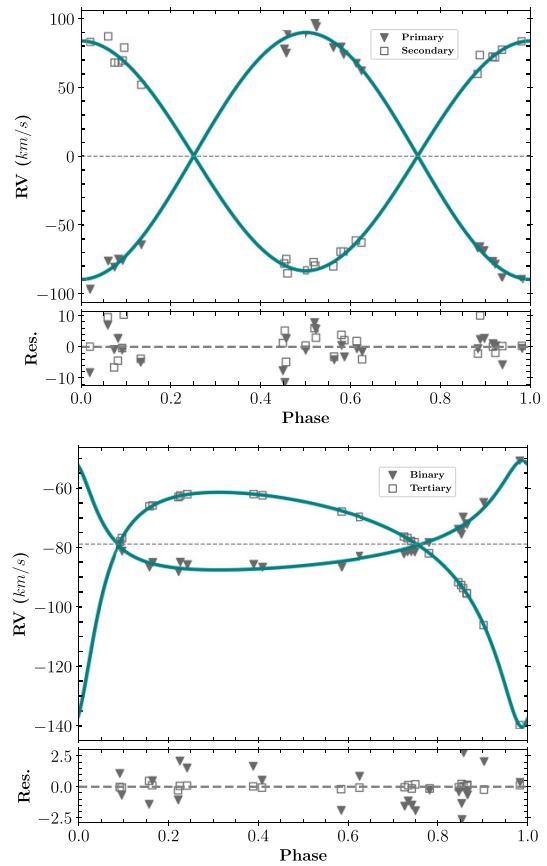 100
50
0
−50
−100
RV (km/s)
Primary
Secondary
10
0
−10
Res.
0.0 0.2 0.4 0.6 0.8 1.0
Phase
−60
−80
−100
−120
−140
RV ((km/s)
Binary
Tertiary
2.5
0.0
−2.5
Res.
0.0 0.2 0.4 0.6 0.8 1.0
Phase